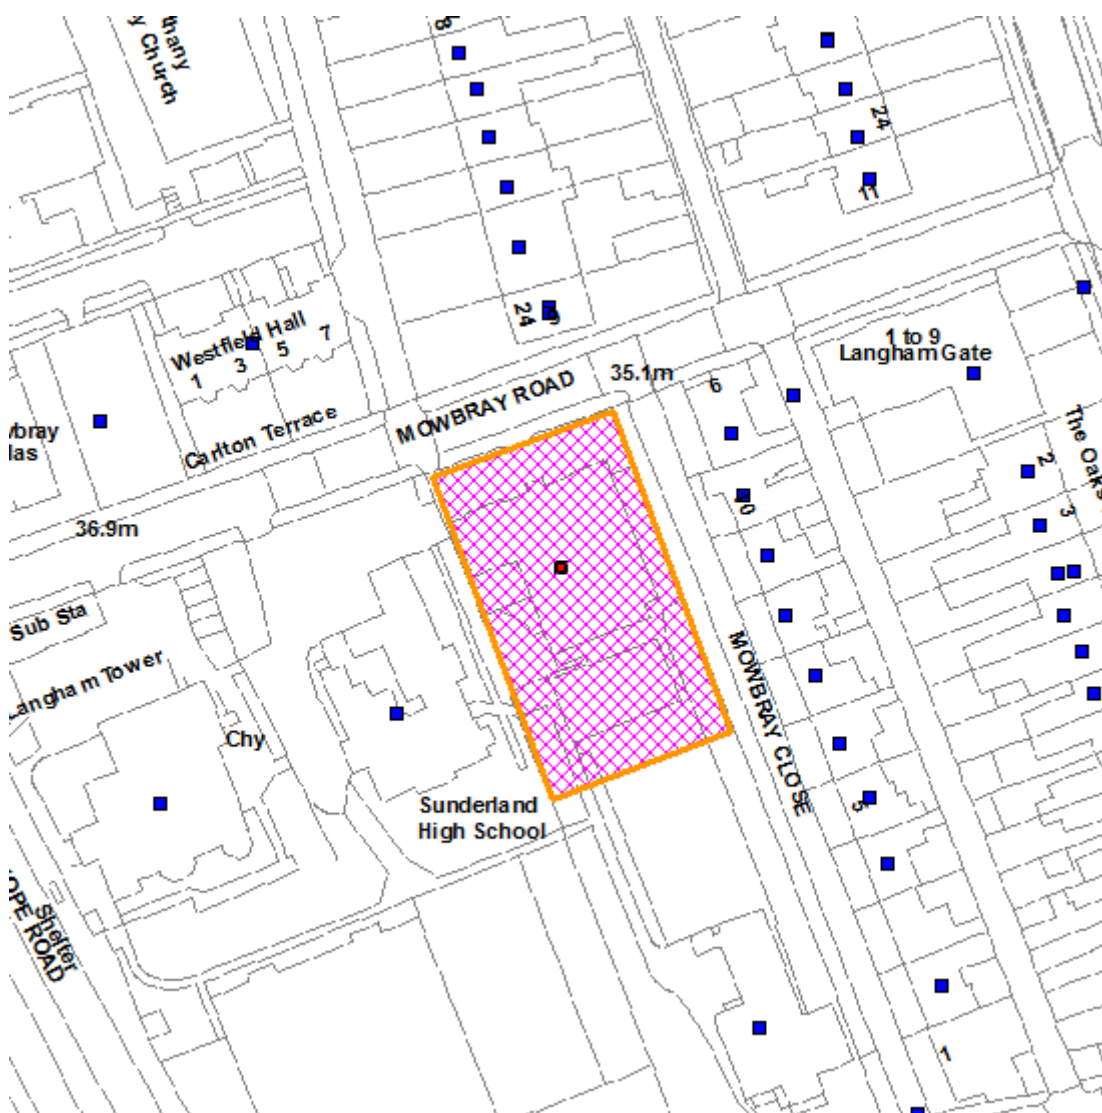 thany
y Church
8
24
11
24
9
Westfield Hall
1
3
5
7
1 to 9
Langham Gate
MOWBRAY ROAD
35.1m
6
Carlton Terrace
wbray
las
The Oaks
2
3
10
36.9m
Sub Sta
Langham Tower
Chy
MOWBRAY CLOSE
5
Sunderland
High School
Shelter
OPE ROAD
1